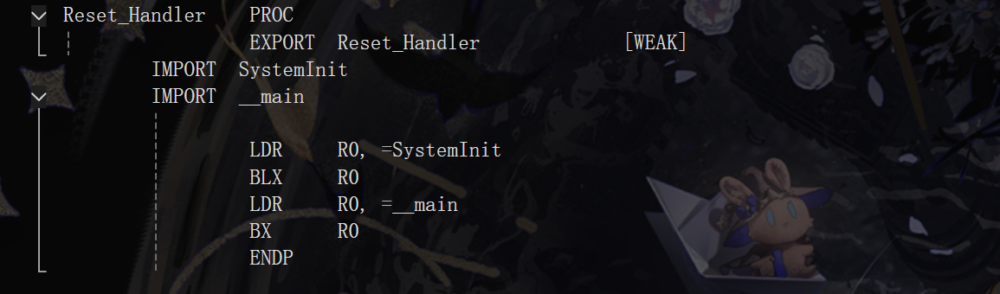 Reset_Handler    PROC
                 EXPORT  Reset_Handler             [WEAK]
        IMPORT  SystemInit
        IMPORT  __main

                 LDR     R0, =SystemInit
                 BLX     R0
                 LDR     R0, =__main
                 BX      R0
                 ENDP